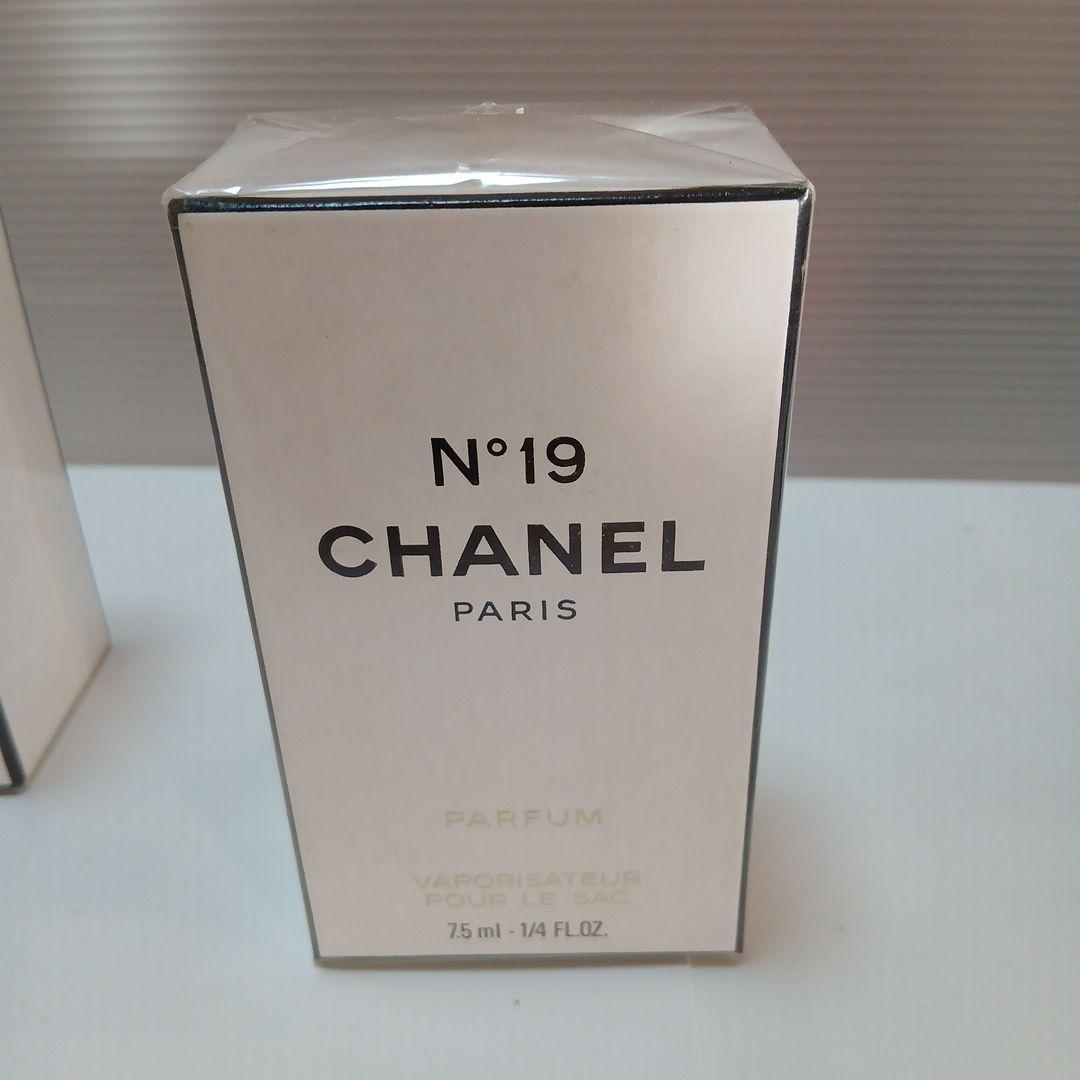 N°19
CHANEL
PARIS
PARFUM
VAPORISATEUR
POUR LE SAC
7.5 ml - 1/4 FL.OZ.